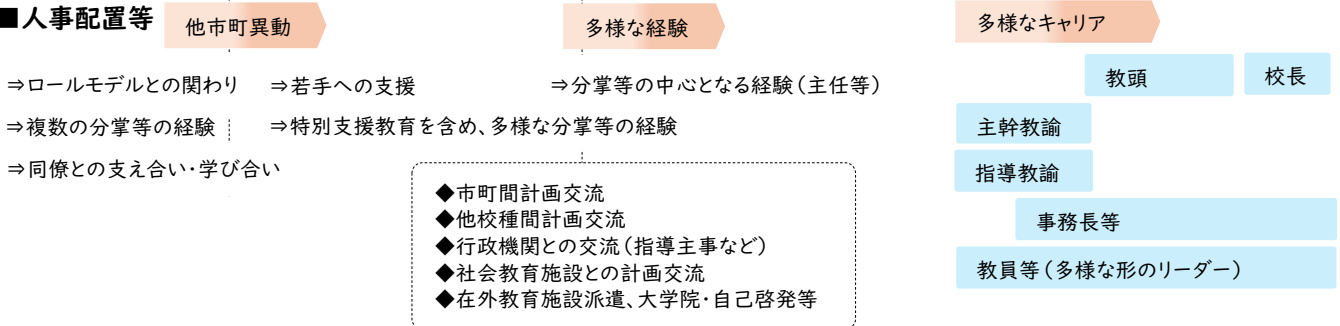 ■人事配置等
他市町異動
多様な経験
多様なキャリア
⇒ロールモデルとの関わり
⇒若手への支援
⇒分掌等の中心となる経験(主任等)
⇒複数の分掌等の経験
⇒特別支援教育を含め、多様な分掌等の経験
⇒同僚との支え合い・学び合い
◆市町間計画交流
◆他校種間計画交流
◆行政機関との交流(指導主事など)
◆社会教育施設との計画交流
◆在外教育施設派遣、大学院・自己啓発等
教頭
校長
主幹教諭
指導教諭
事務長等
教員等(多様な形のリーダー)